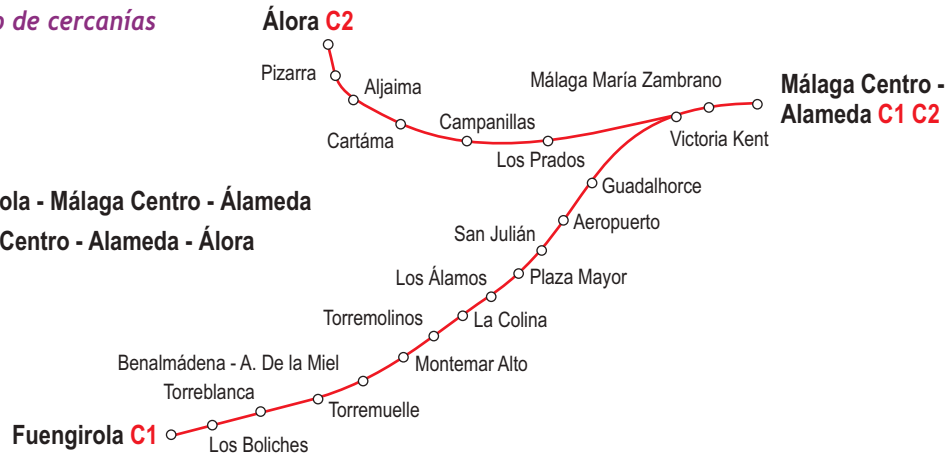 de cercanías
Álora C2
Pizarra
Aljaima
Cartáma
Campanillas
Los Prados
Málaga María Zambrano
Málaga Centro -
Alameda C1 C2
Victoria Kent
Guadalhorce
Aeropuerto
ola - Málaga Centro - Álameda
Centro - Alameda - Álora
San Julián
Plaza Mayor
Los Álamos
La Colina
Torremolinos
Montemar Alto
Benalmádena - A. De la Miel
Torremuelle
Torreblanca
Los Boliches
Fuengirola C1